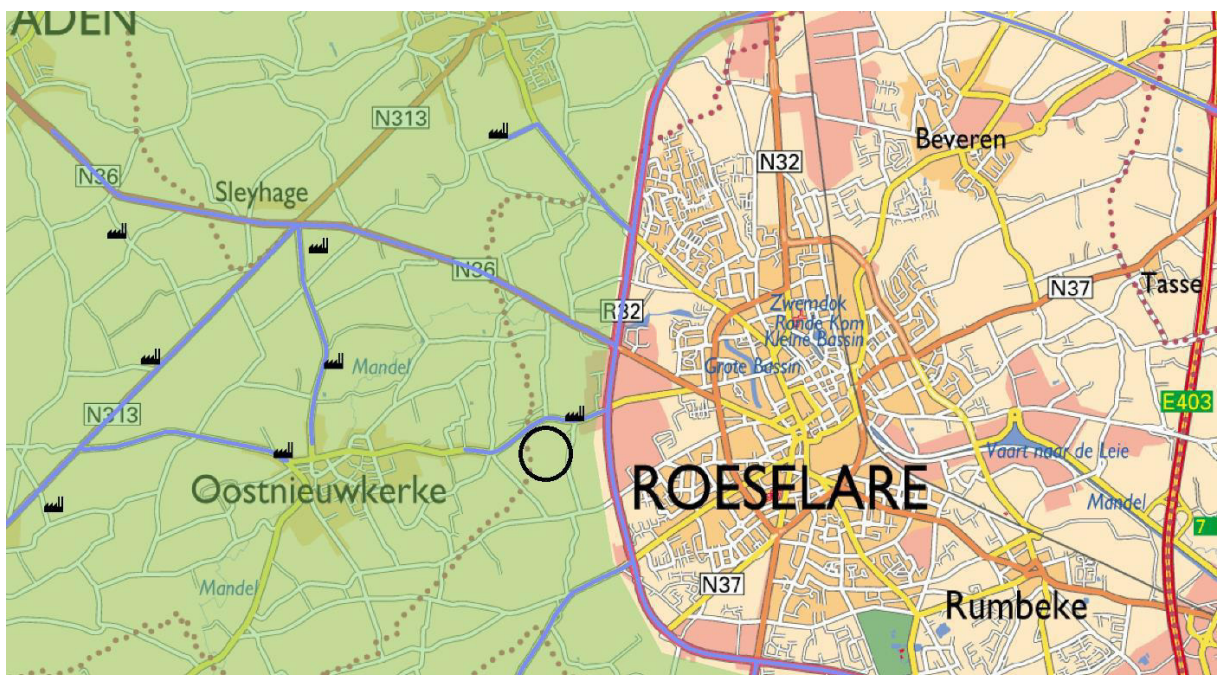 ADEN
N313
Beveren
N32
N36
Sleyhage
N36
N37
Tasse
R32
Zwemdok
Ronde Kom
Kleine Bassin
Mandel
Grote Bassin
N313
E403
Vaart naar de Leie
Oostnieuwkerke
ROESELARE
Mandel
7
Mandel
N37
Rumbeke